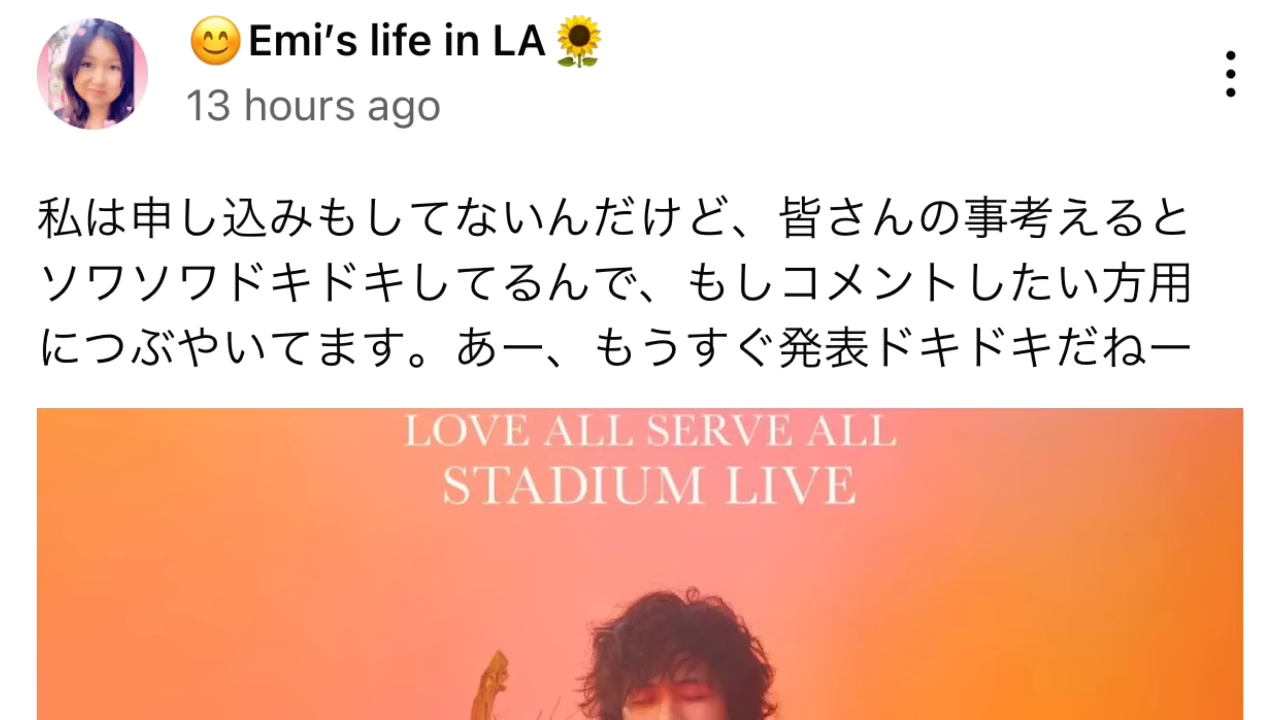 😊Emi’s life in LA🌻
13 hours ago
私は申し込みもしてないんだけど、皆さんの事考えると
ソワソワドキドキしてるんで、もしコメントしたい方用
につぶやいてます。あー、もうすぐ発表ドキドキだねー
LOVE ALL SERVE ALL
STADIUM LIVE